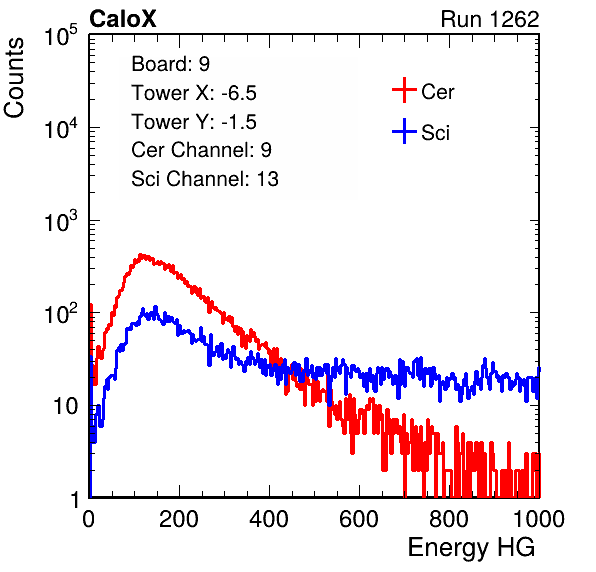 CaloX Run 1262
10^5
10^4
10^3
10^2
10
1
Counts
Board: 9
Tower X: -6.5
Tower Y: -1.5
Cer Channel: 9
Sci Channel: 13
Cer
Sci
0 200 400 600 800 1000
Energy HG